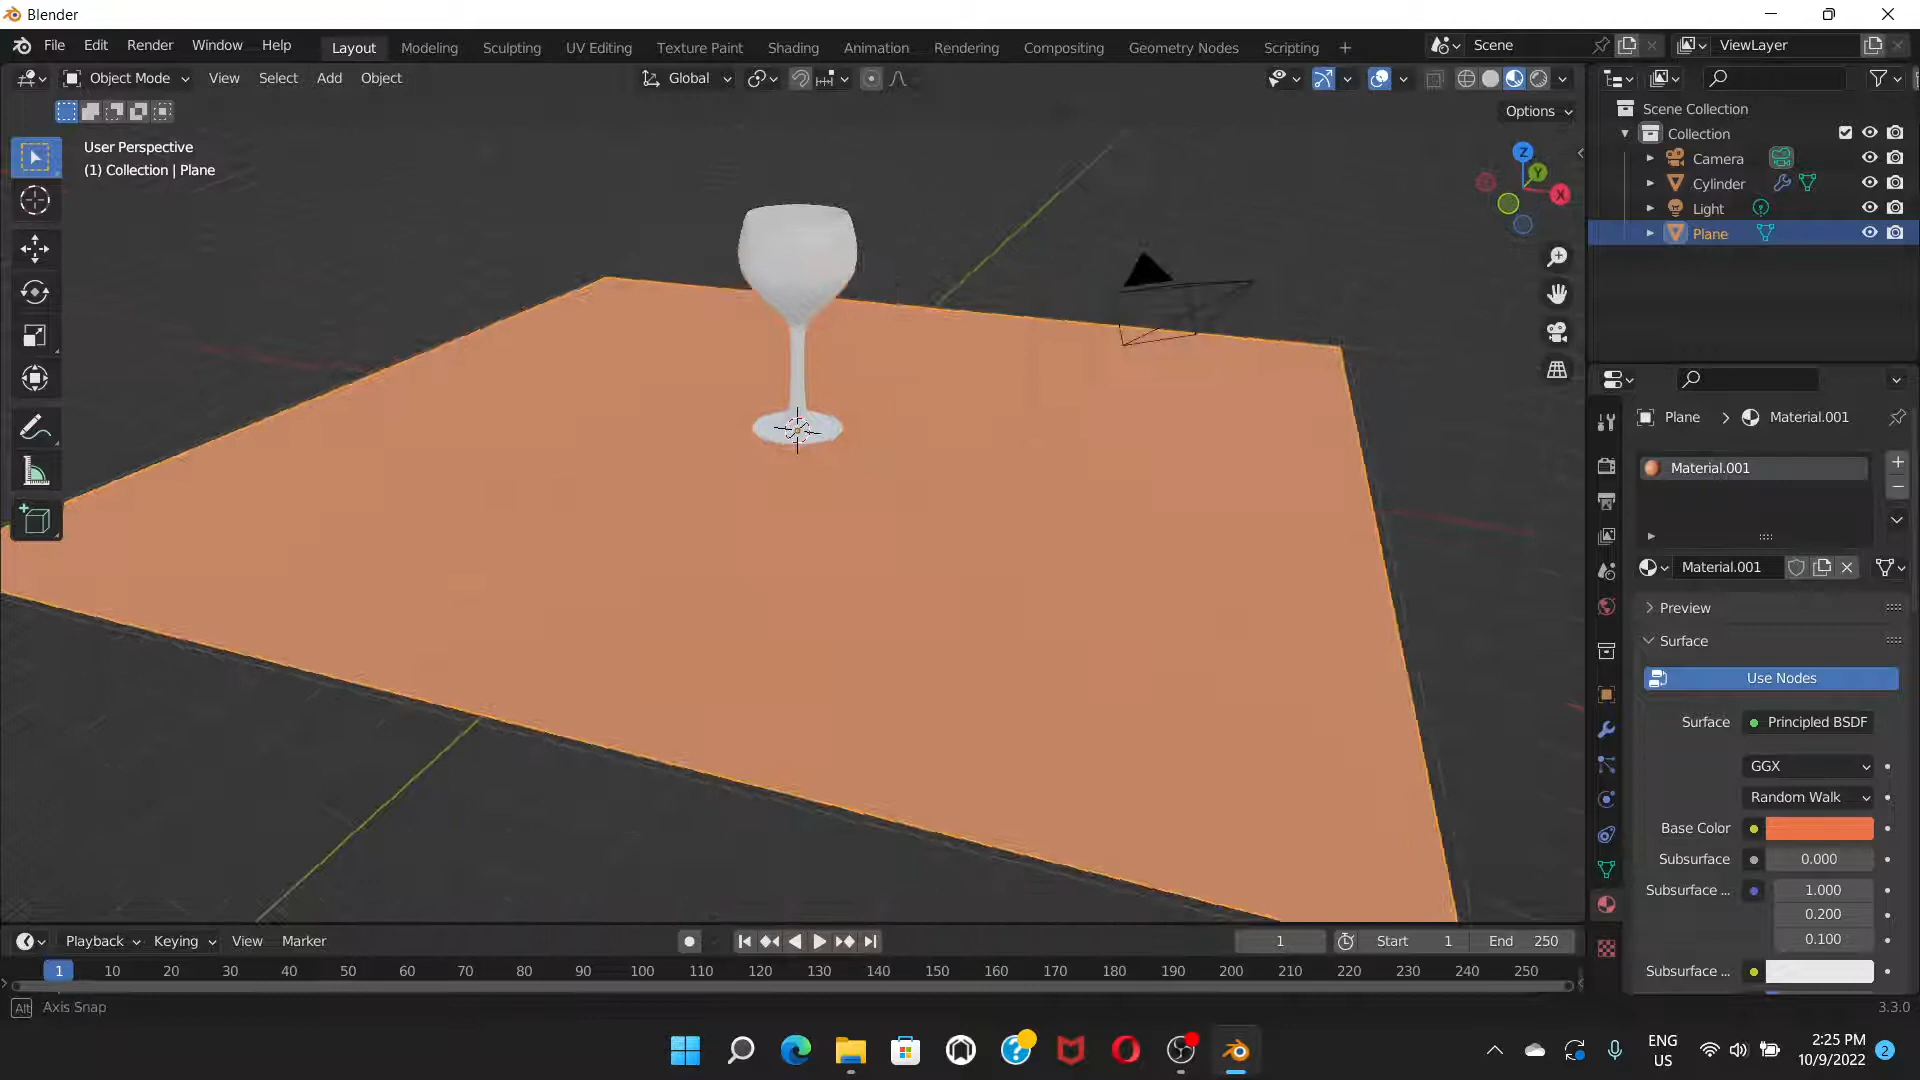 Blender
File Edit Render Window Help Layout Modeling Sculpting UV Editing Texture Paint Shading Animation Rendering Compositing Geometry Nodes Scripting Scene ViewLayer
Object Mode View Select Add Object Global
Options
User Perspective
(1) Collection | Plane
Z
Y
X
Scene Collection
Collection
Camera
Cylinder
Light
Plane
Plane > Material.001
Material.001
Material.001
Preview
Surface
Use Nodes
Surface Principled BSDF
GGX
Random Walk
Base Color
Subsurface 0.000
Subsurface ... 1.000
0.200
0.100
Subsurface ...
Playback Keying View Marker 1 Start 1 End 250
1 10 20 30 40 50 60 70 80 90 100 110 120 130 140 150 160 170 180 190 200 210 220 230 240 250
Alt Axis Snap 3.3.0
ENG
US
2:25 PM
10/9/2022
2